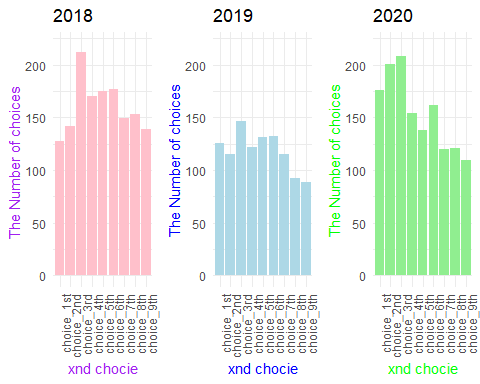 2018
The Number of choices
200
150
100
50
0
choice_1st
choice_2nd
choice_3rd
choice_4th
choice_5th
choice_6th
choice_7th
choice_8th
choice_9th
xnd chocie
2019
The Number of choices
200
150
100
50
0
choice_1st
choice_2nd
choice_3rd
choice_4th
choice_5th
choice_6th
choice_7th
choice_8th
choice_9th
xnd chocie
2020
The Number of choices
200
150
100
50
0
choice_1st
choice_2nd
choice_3rd
choice_4th
choice_5th
choice_6th
choice_7th
choice_8th
choice_9th
xnd chocie